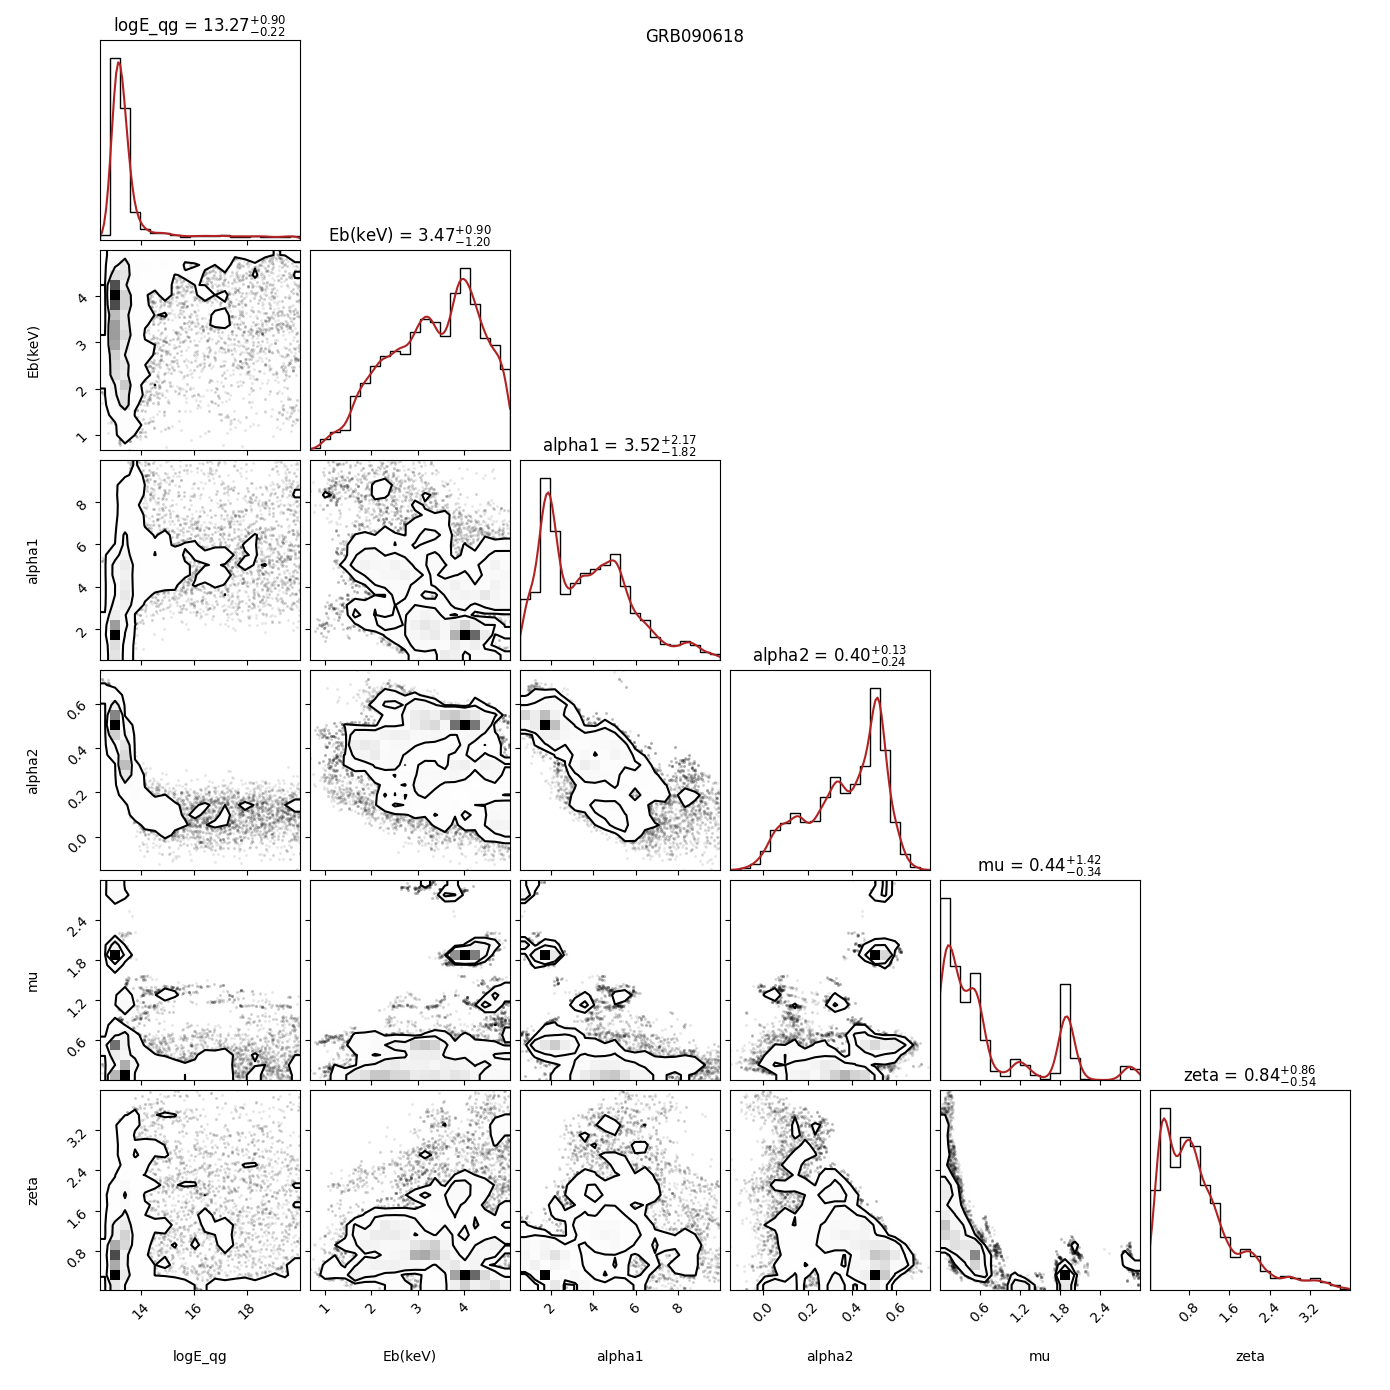 logE_qg = 13.27+0.90 −0.22
GRB090618
Eb(keV) = 3.47+0.90 −1.20
4
3
2
1
Eb(keV)
alpha1 = 3.52+2.17 −1.82
8
6
4
2
alpha1
alpha2 = 0.40+0.13 −0.24
0.6
0.4
0.2
0.0
alpha2
mu = 0.44+1.42 −0.34
2.4
1.8
1.2
0.6
mu
zeta = 0.84+0.86 −0.54
3.2
2.4
1.6
0.8
zeta
14 16 18 1 2 3 4 2 4 6 8 0.0 0.2 0.4 0.6 0.6 1.2 1.8 2.4 0.8 1.6 2.4 3.2
logE_qg Eb(keV) alpha1 alpha2 mu zeta